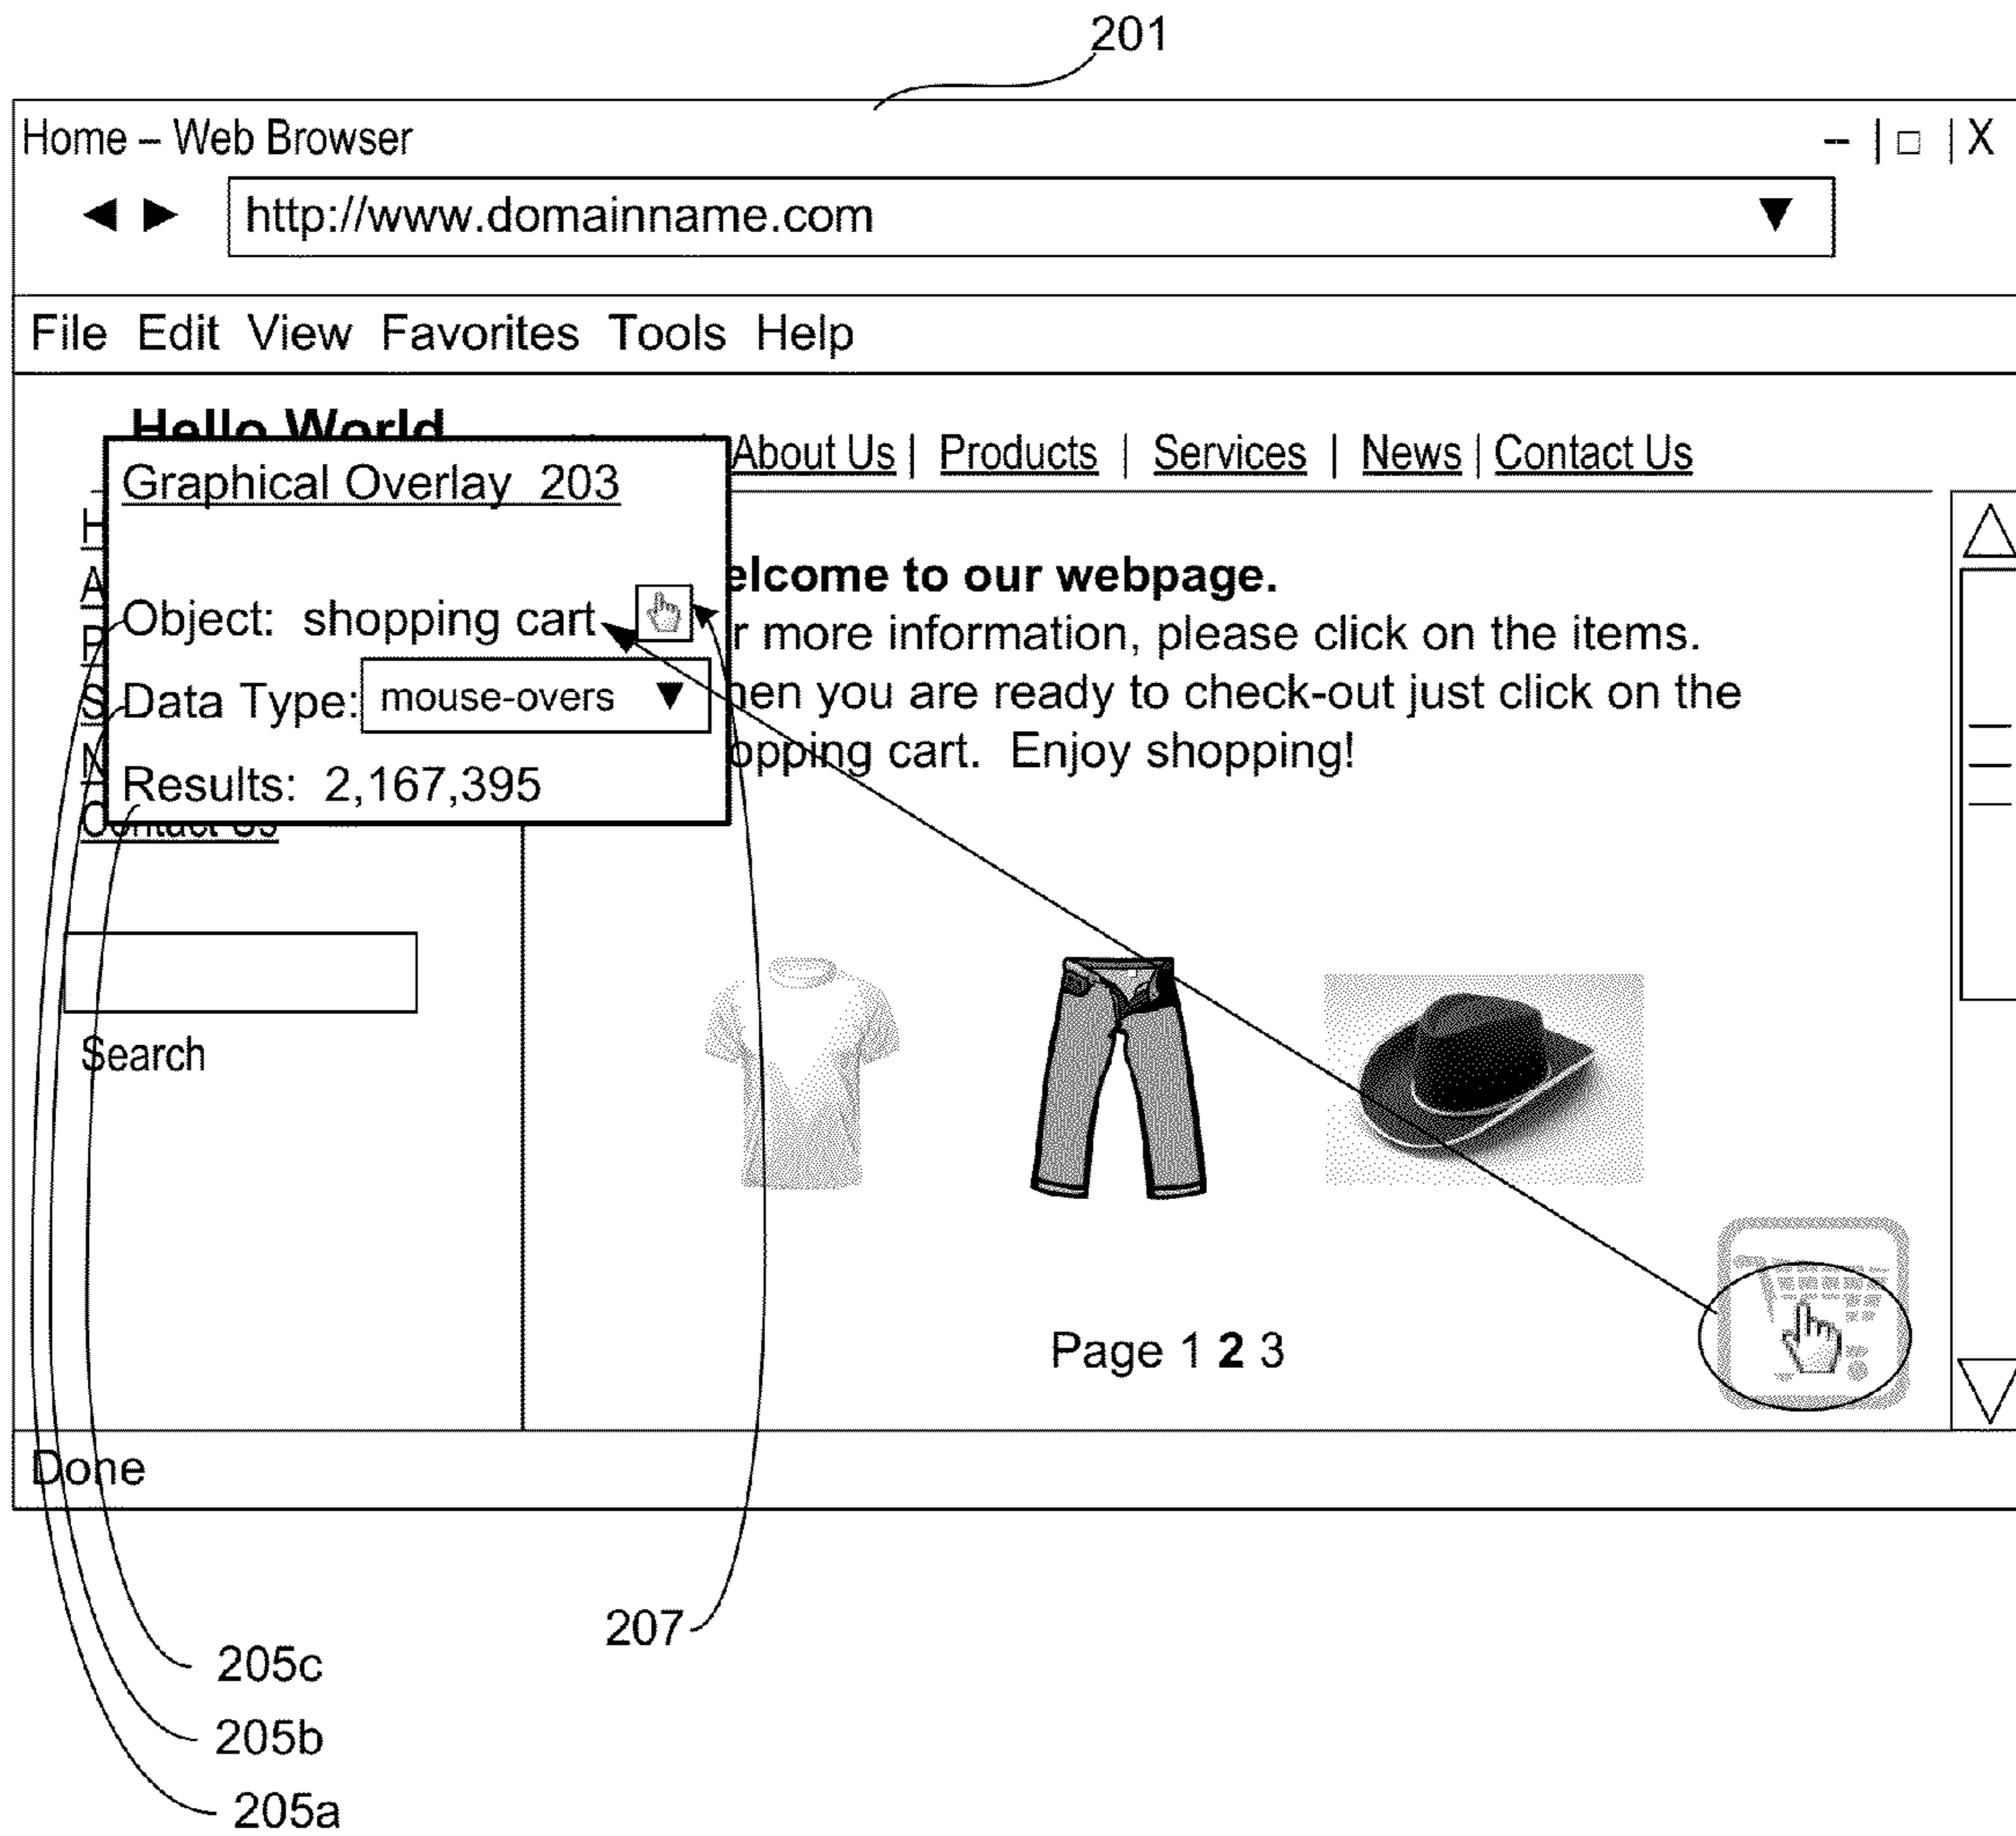 201
Home – Web Browser
-- | □ | X
◄ ► http://www.domainname.com ▼
File Edit View Favorites Tools Help
Hello World
About Us | Products | Services | News | Contact Us
Graphical Overlay 203
Object: shopping cart
Data Type: mouse-overs ▼
Results: 2,167,395
Contact Us
elcome to our webpage.
r more information, please click on the items.
hen you are ready to check-out just click on the
opping cart. Enjoy shopping!
Search
Page 1 2 3
Done
207
205c
205b
205a